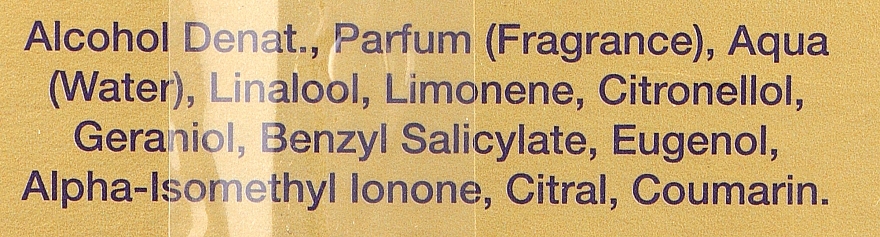 Alcohol Denat., Parfum (Fragrance), Aqua
(Water), Linalool, Limonene, Citronellol,
Geraniol, Benzyl Salicylate, Eugenol,
Alpha-Isomethyl Ionone, Citral, Coumarin.